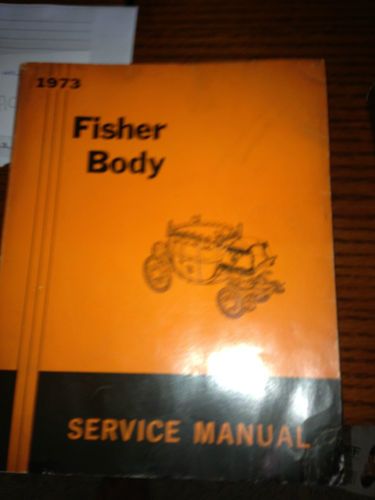 1973
Fisher
Body
SERVICE MANUAL